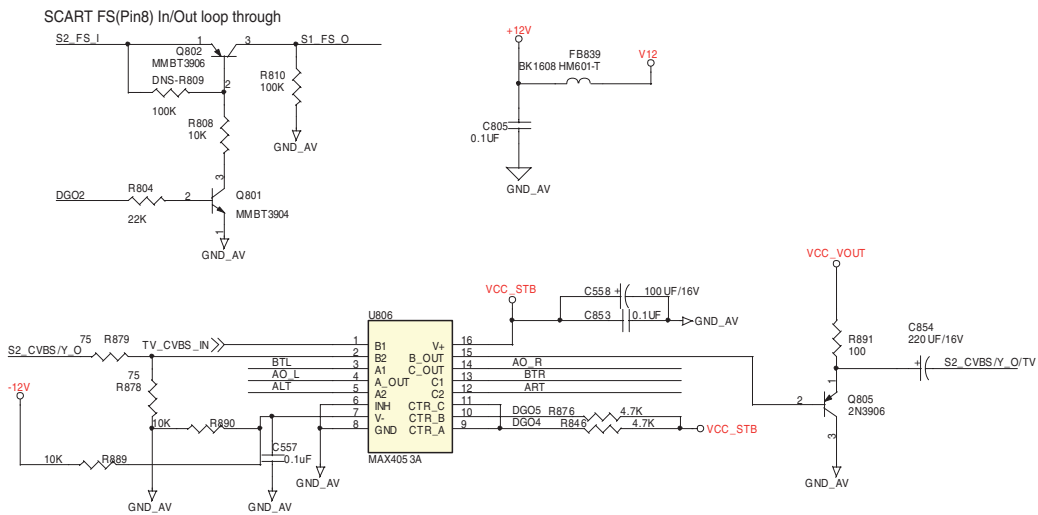 SCART FS(Pin8) In/Out loop through
S2_FS_I
1
3
S1_FS_O
Q802
MMBT3906
DNS-R809
2
100K
R810
100K
R808
10K
GND_AV
3
DGO2
R804
2
Q801
22K
MMBT3904
1
GND_AV
+12V
FB839
BK1608 HM601-T
V12
C805
0.1UF
GND_AV
VCC_STB
C558
+
100 UF/16V
C853
0.1UF
GND_AV
VCC_VOUT
R891
100
C854
220 UF/16V
+
S2_CVBS/Y_O/TV
1
2
Q805
2N3906
3
GND_AV
U806
S2_CVBS/Y_O
75
R879
TV_CVBS_IN
1
B1
V+
16
2
B2
B_OUT
15
BTL
3
A1
C_OUT
14
AO_R
AO_L
4
A_OUT
C1
13
BTR
ALT
5
A2
C2
12
ART
6
INH
CTR_C
11
7
V-
CTR_B
10
DGO5
R876
4.7K
8
GND
CTR_A
9
DGO4
R846
4.7K
VCC_STB
MAX4053A
-12V
75
R878
10K
R890
10K
R889
C557
0.1uF
GND_AV
GND_AV
GND_AV